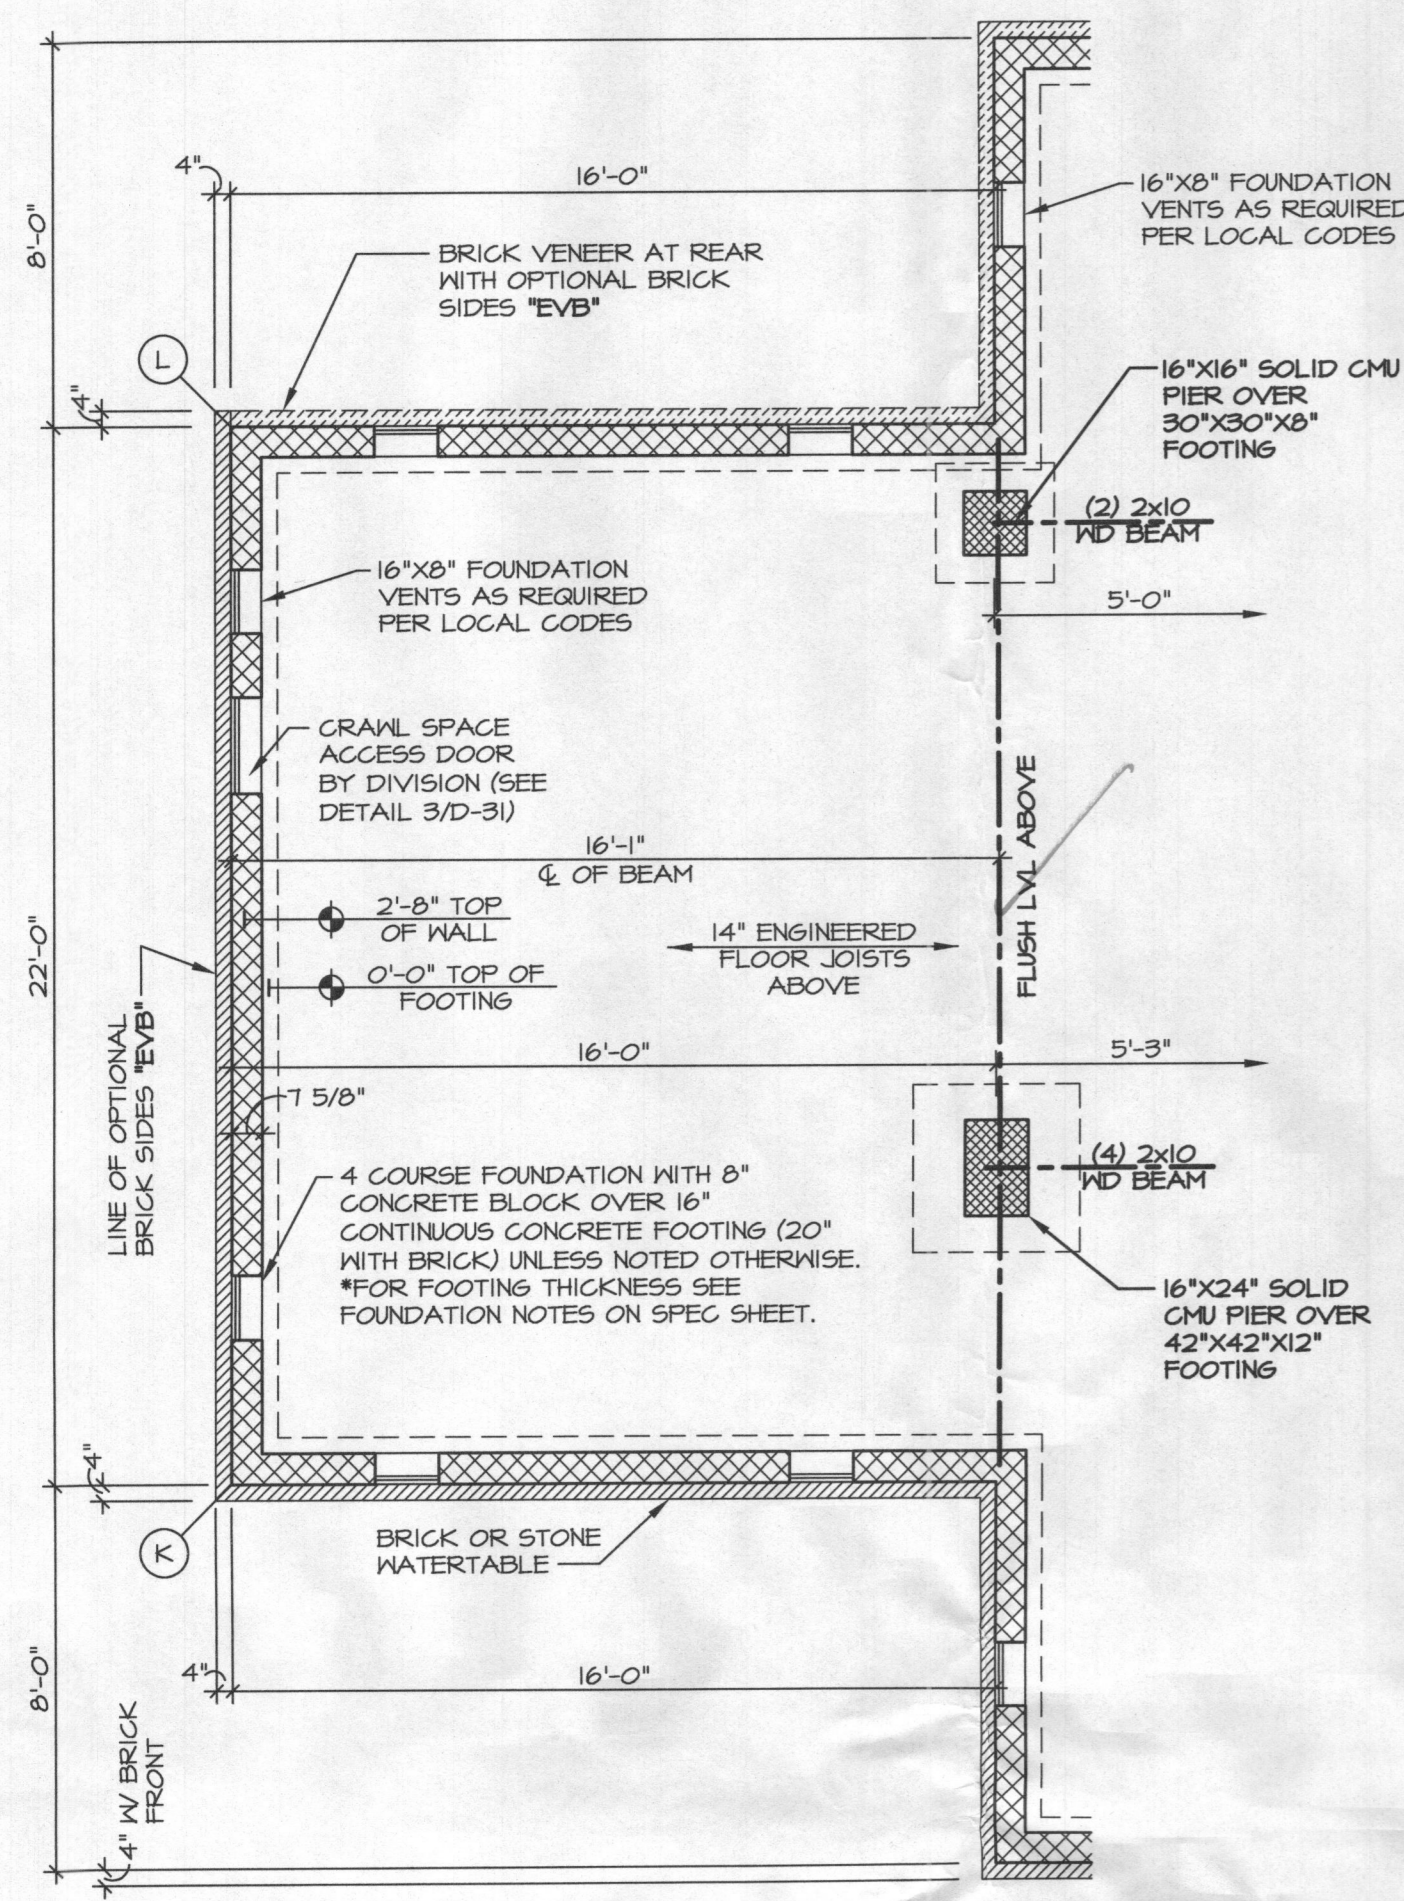 8'-0"
4"
16'-0"
16"X8" FOUNDATION
VENTS AS REQUIRED
PER LOCAL CODES
BRICK VENEER AT REAR
WITH OPTIONAL BRICK
SIDES "EVB"
L
4"
16"X16" SOLID CMU
PIER OVER
30"X30"X8"
FOOTING
(2) 2x10
WD BEAM
16"X8" FOUNDATION
VENTS AS REQUIRED
PER LOCAL CODES
5'-0"
CRAWL SPACE
ACCESS DOOR
BY DIVISION (SEE
DETAIL 3/D-31)
FLUSH LVL ABOVE
16'-1"
℄ OF BEAM
2'-8" TOP
OF WALL
0'-0" TOP OF
FOOTING
14" ENGINEERED
FLOOR JOISTS
ABOVE
22'-0"
LINE OF OPTIONAL
BRICK SIDES "EVB"
16'-0"
5'-3"
7 5/8"
(4) 2x10
WD BEAM
4 COURSE FOUNDATION WITH 8"
CONCRETE BLOCK OVER 16"
CONTINUOUS CONCRETE FOOTING (20"
WITH BRICK) UNLESS NOTED OTHERWISE.
*FOR FOOTING THICKNESS SEE
FOUNDATION NOTES ON SPEC SHEET.
16"X24" SOLID
CMU PIER OVER
42"X42"X12"
FOOTING
4"
K
BRICK OR STONE
WATERTABLE
4"
16'-0"
8'-0"
4" W/ BRICK
FRONT